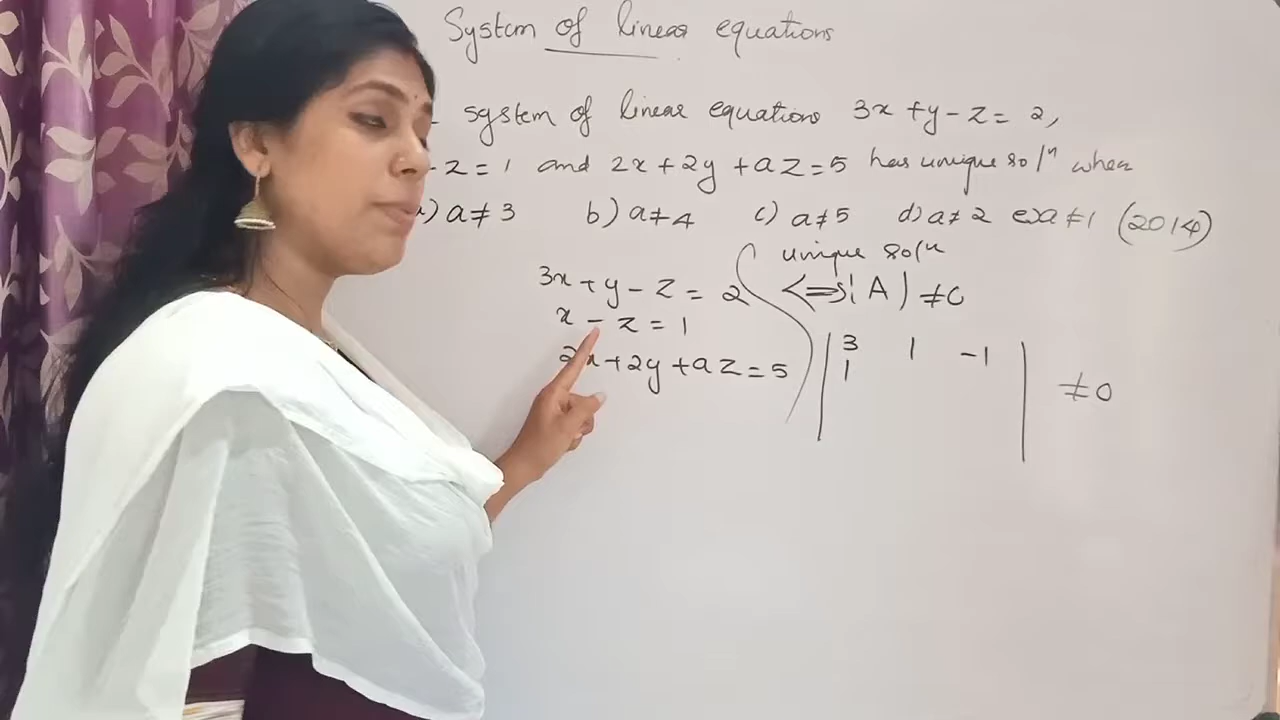 System of linear equations
system of linear equations 3x + y - z = 2,
- z = 1 and 2x + 2y + az = 5 has unique solⁿ when
a) a ≠ 3 b) a ≠ 4 c) a ≠ 5 d) a ≠ 2 e) a ≠ 1 (2014)
unique solⁿ
3x + y - z = 2
⇔ |A| ≠ 0
x - z = 1
2x + 2y + az = 5
3 1 -1
1
≠ 0